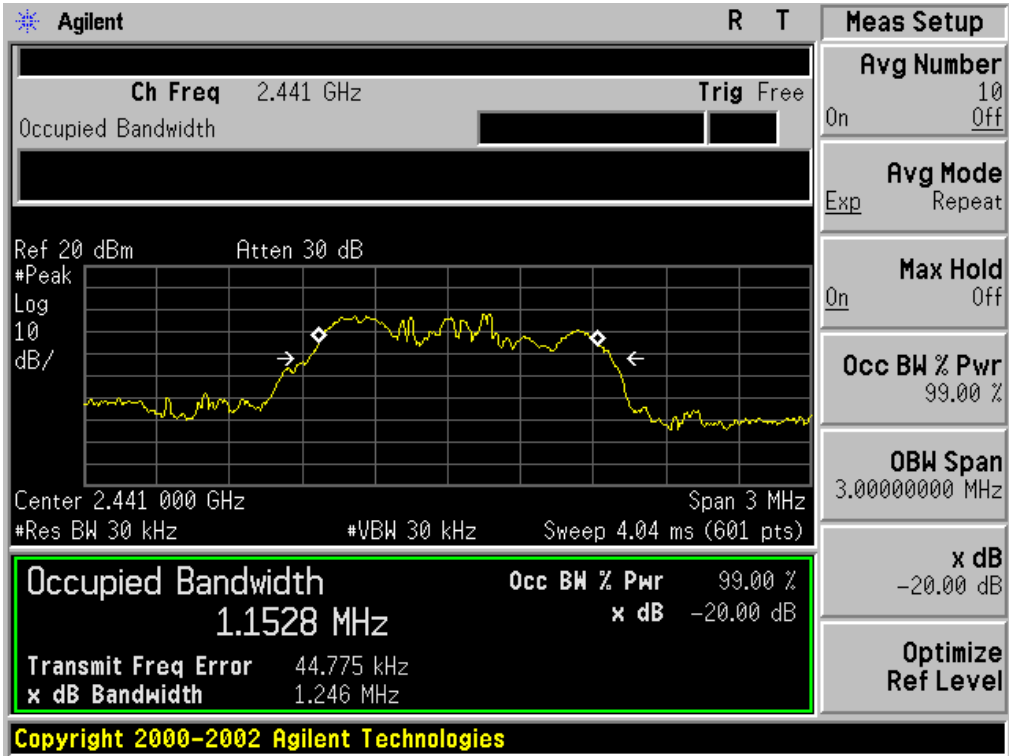 Agilent R T
Meas Setup
Ch Freq 2.441 GHz Trig Free
Occupied Bandwidth
Ref 20 dBm Atten 30 dB
#Peak
Log
10
dB/
Center 2.441 000 GHz Span 3 MHz
#Res BW 30 kHz #VBW 30 kHz Sweep 4.04 ms (601 pts)
Occupied Bandwidth Occ BW % Pwr 99.00 %
1.1528 MHz x dB -20.00 dB
Transmit Freq Error 44.775 kHz
x dB Bandwidth 1.246 MHz
Avg Number
10
On Off
Avg Mode
Exp Repeat
Max Hold
On Off
Occ BW % Pwr
99.00 %
OBW Span
3.00000000 MHz
x dB
-20.00 dB
Optimize
Ref Level
Copyright 2000-2002 Agilent Technologies